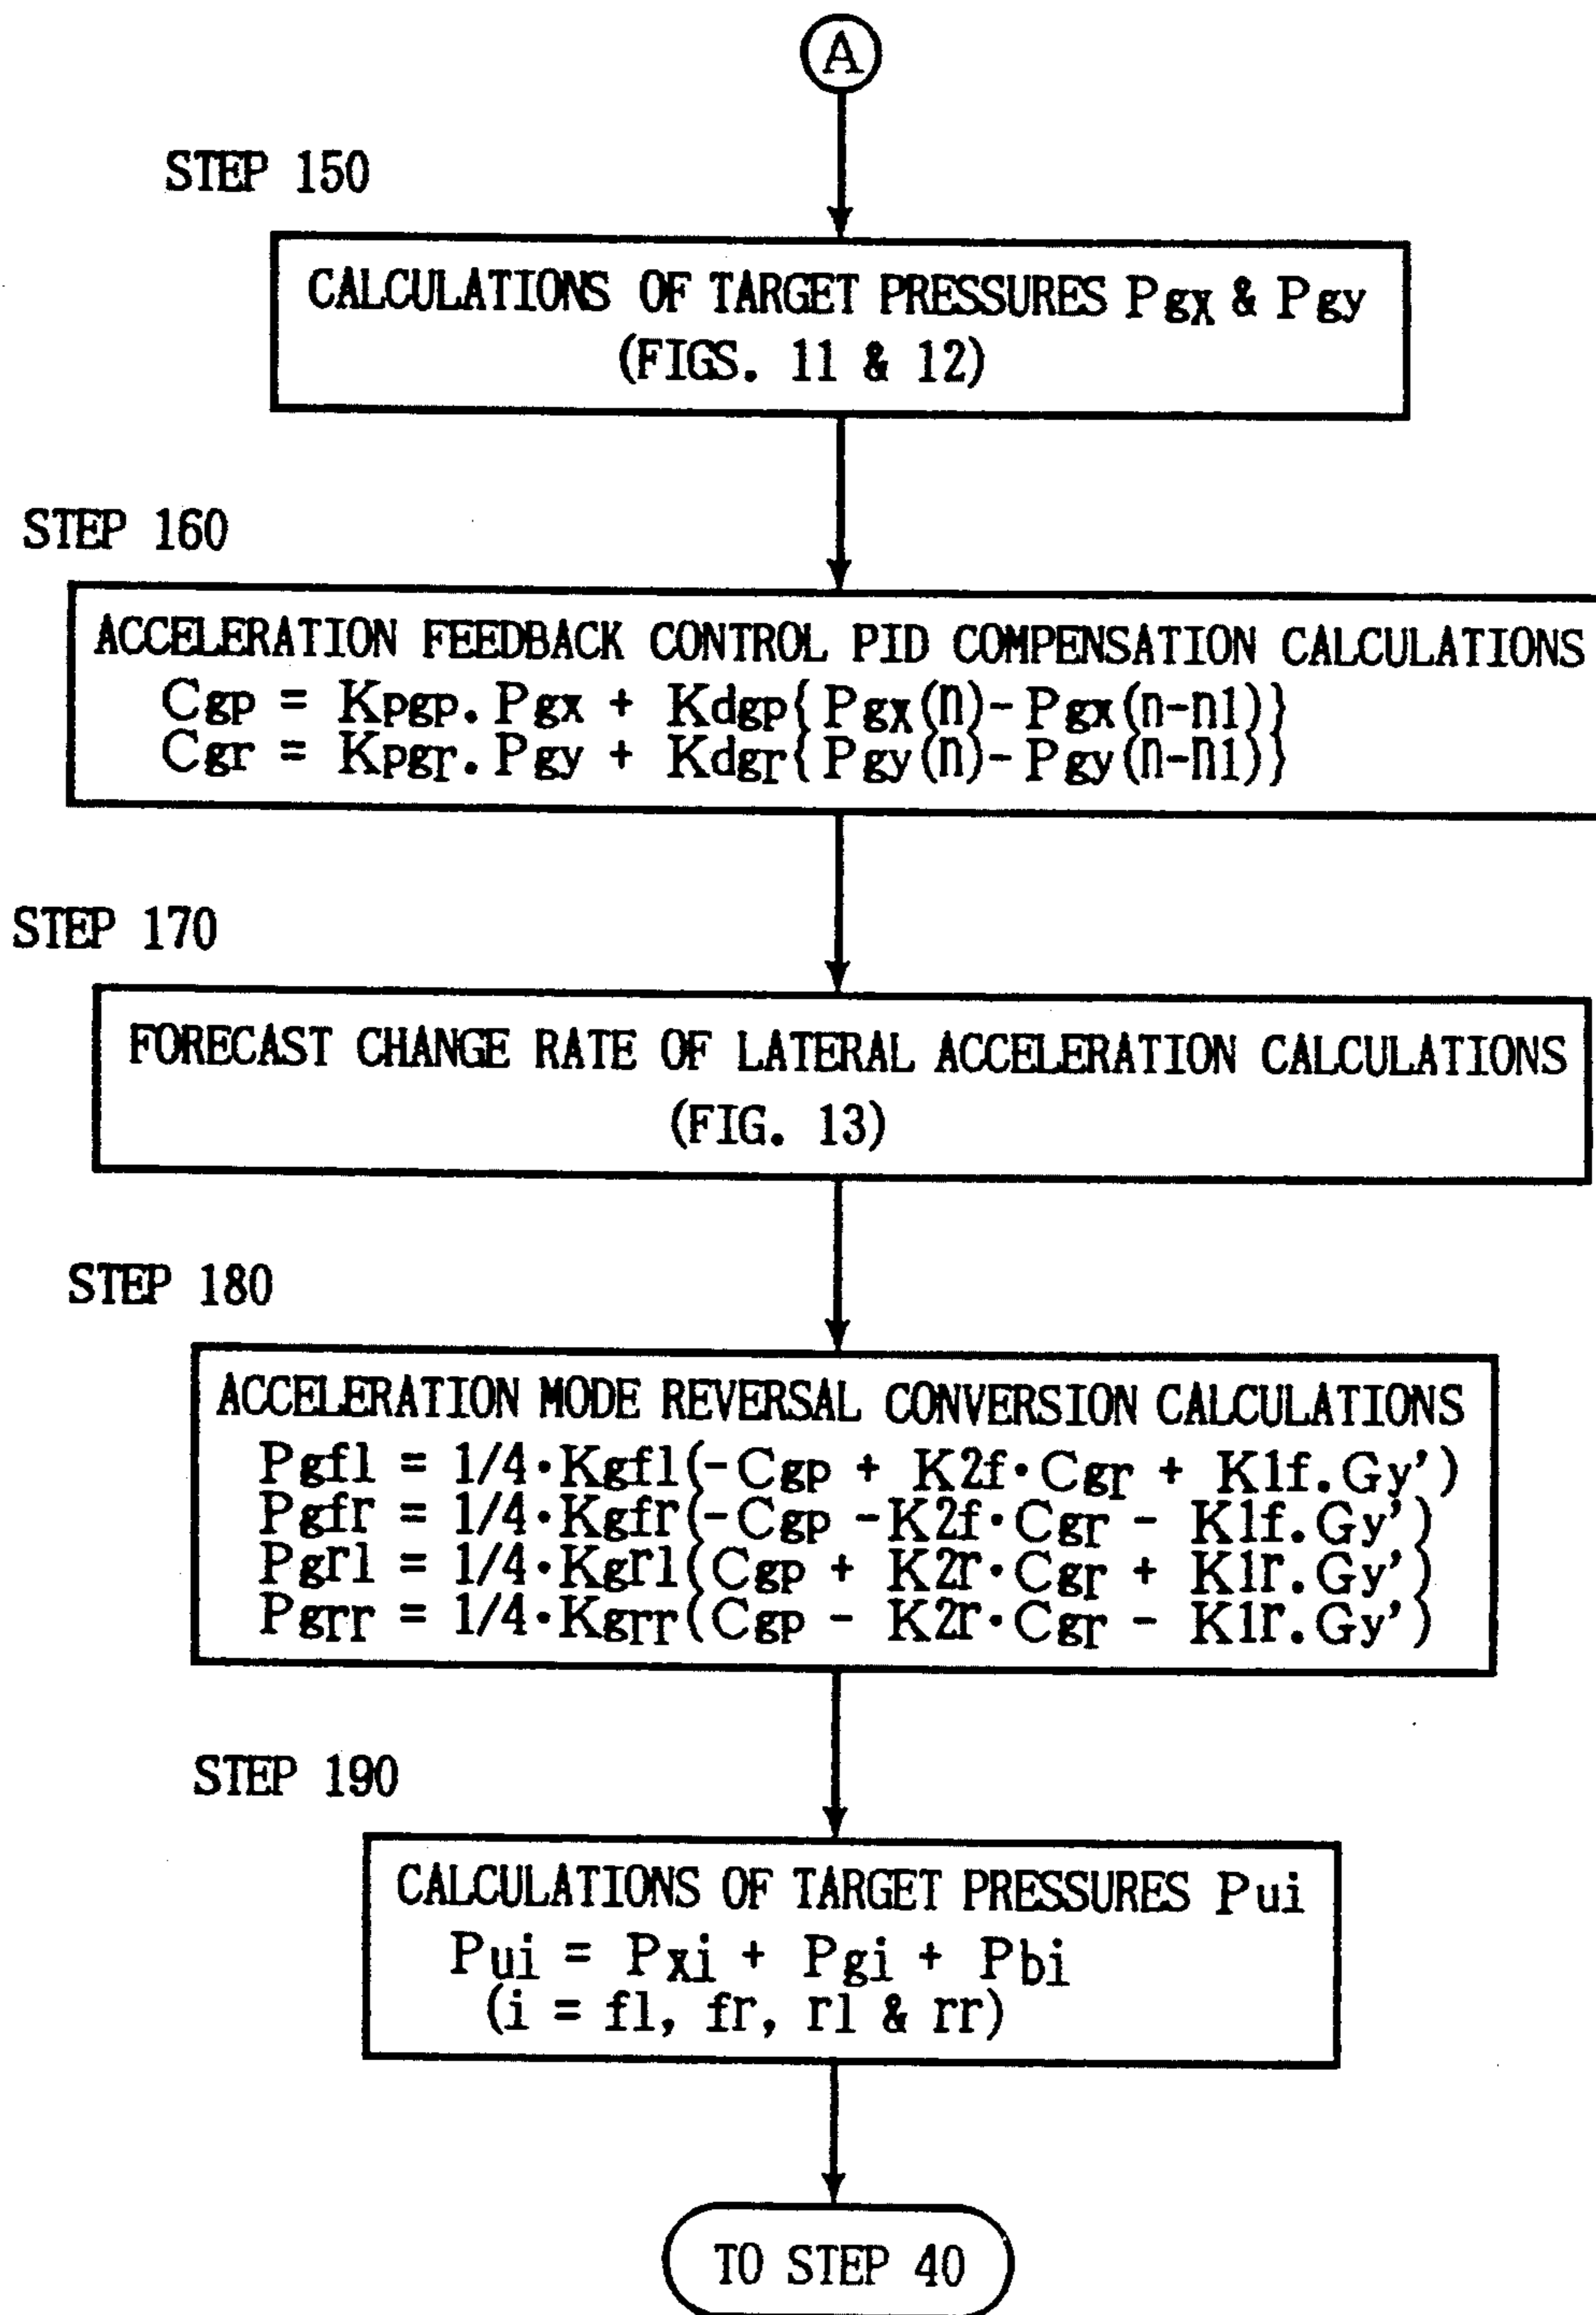 A
STEP 150
CALCULATIONS OF TARGET PRESSURES Pgx & Pgy
(FIGS. 11 & 12)
STEP 160
ACCELERATION FEEDBACK CONTROL PID COMPENSATION CALCULATIONS
Cgp = Kpgp. Pgx + Kdgp{Pgx(n)-Pgx(n-n1)}
Cgr = Kpgr. Pgy + Kdgr{Pgy(n)-Pgy(n-n1)}
STEP 170
FORECAST CHANGE RATE OF LATERAL ACCELERATION CALCULATIONS
(FIG. 13)
STEP 180
ACCELERATION MODE REVERSAL CONVERSION CALCULATIONS
Pgfl = 1/4·Kgfl(-Cgp + K2f·Cgr + K1f.Gy')
Pgfr = 1/4·Kgfr(-Cgp -K2f·Cgr - K1f.Gy')
Pgrl = 1/4·Kgrl(Cgp + K2r·Cgr + K1r.Gy')
Pgrr = 1/4·Kgrr(Cgp - K2r·Cgr - K1r.Gy')
STEP 190
CALCULATIONS OF TARGET PRESSURES Pui
Pui = Pxi + Pgi + Pbi
(i = fl, fr, rl & rr)
TO STEP 40